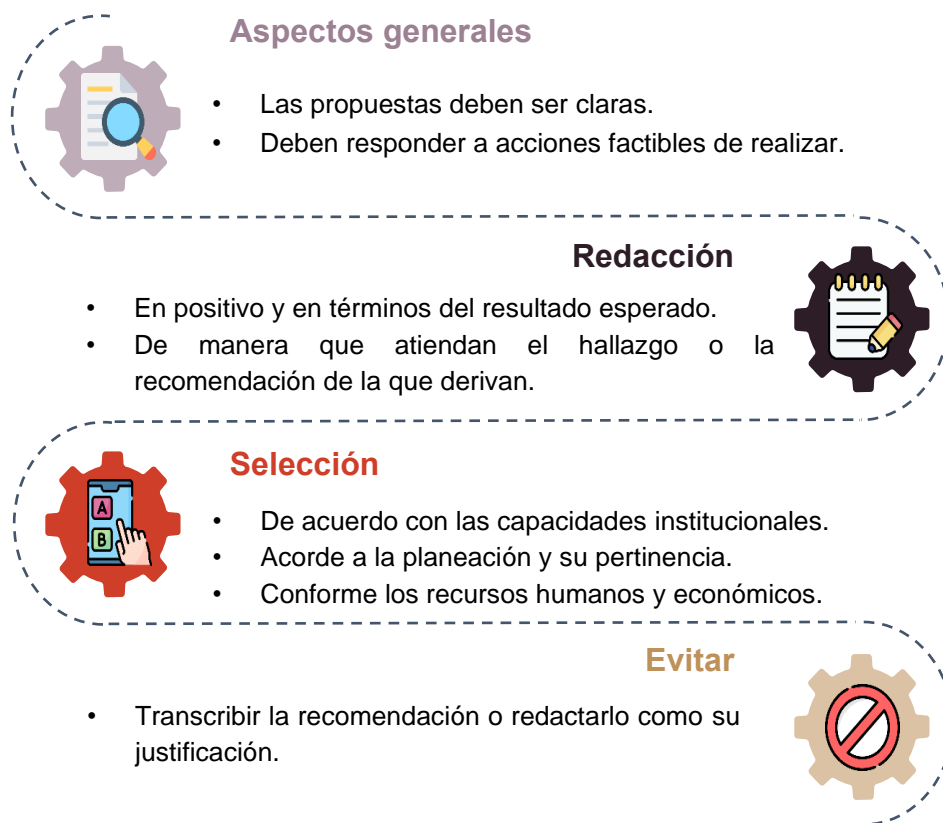 Aspectos generales
• Las propuestas deben ser claras.
• Deben responder a acciones factibles de realizar.
Redacción
• En positivo y en términos del resultado esperado.
• De manera que atiendan el hallazgo o la
recomendación de la que derivan.
Selección
A
B
• De acuerdo con las capacidades institucionales.
• Acorde a la planeación y su pertinencia.
• Conforme los recursos humanos y económicos.
Evitar
• Transcribir la recomendación o redactarlo como su
justificación.